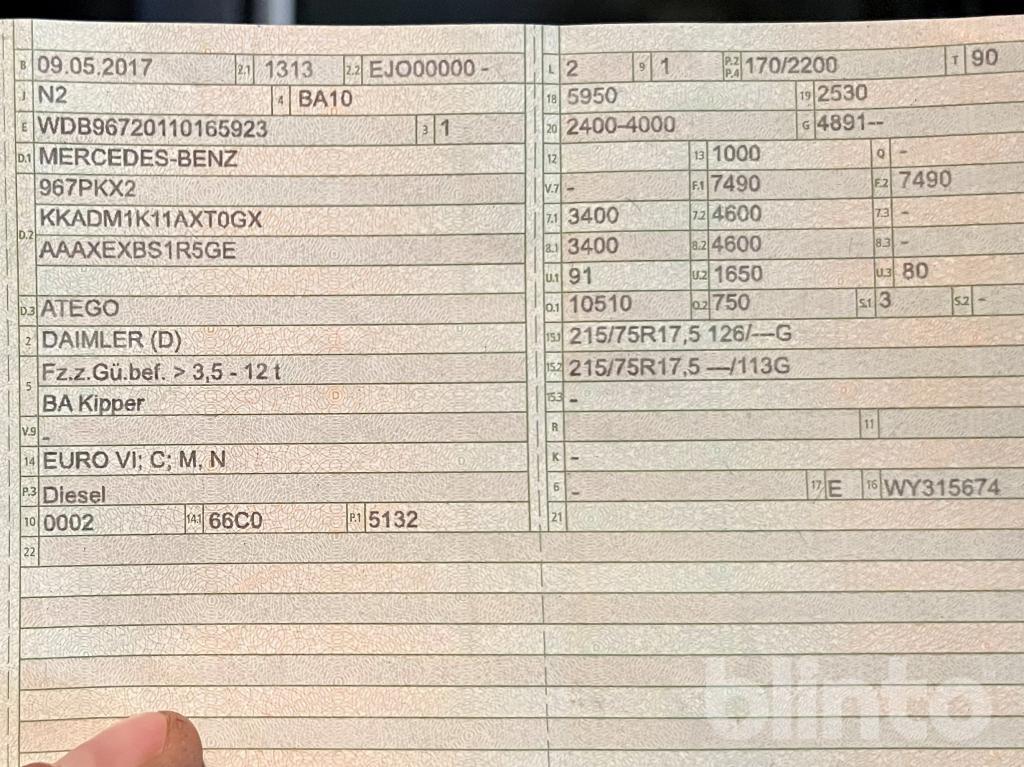 B 09.05.2017 2.1 1313 2.2 EJO00000 -
J N2 4 BA10
E WDB96720110165923 3 1
D.1 MERCEDES-BENZ
967PKX2
D.2 KKADM1K11AXT0GX
AAAXEXBS1R5GE
D.3 ATEGO
2 DAIMLER (D)
5 Fz.z.Gü.bef. > 3,5 - 12 t
BA Kipper
V.9 -
14 EURO VI; C; M, N
P.3 Diesel
10 0002 14.1 66C0 P.1 5132
22
L 2 9 1 P.2 P.4 170/2200 T 90
18 5950 19 2530
20 2400-4000 G 4891--
12 13 1000 Q -
V.7 - F.1 7490 F.2 7490
7.1 3400 7.2 4600 7.3 -
8.1 3400 8.2 4600 8.3 -
U.1 91 U.2 1650 U.3 80
O.1 10510 O.2 750 S.1 3 S.2 -
15.1 215/75R17,5 126/---G
15.2 215/75R17,5 ---/113G
15.3 -
R 11
K -
6 - 17 E 16 WY315674
21
blinto